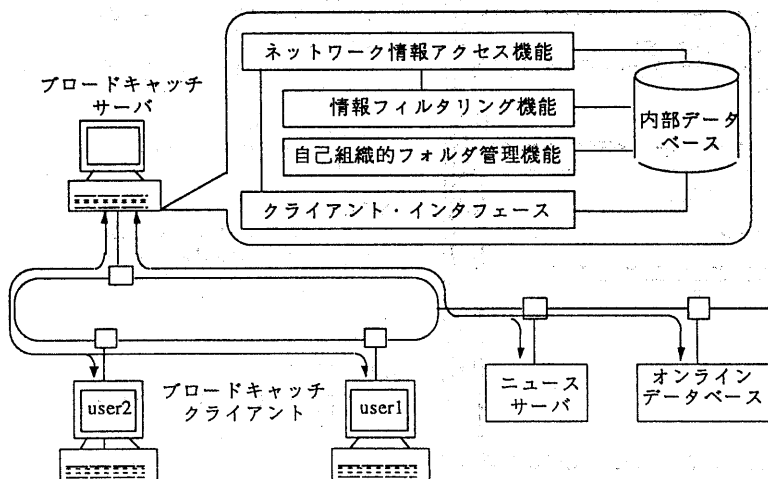 ネットワーク情報アクセス機能
情報フィルタリング機能
自己組織的フォルダ管理機能
クライアント・インタフェース
内部データ
ベース
ブロードキャッチ
サーバ
ブロードキャッチ
クライアント
user2
user1
ニュース
サーバ
オンライン
データベース